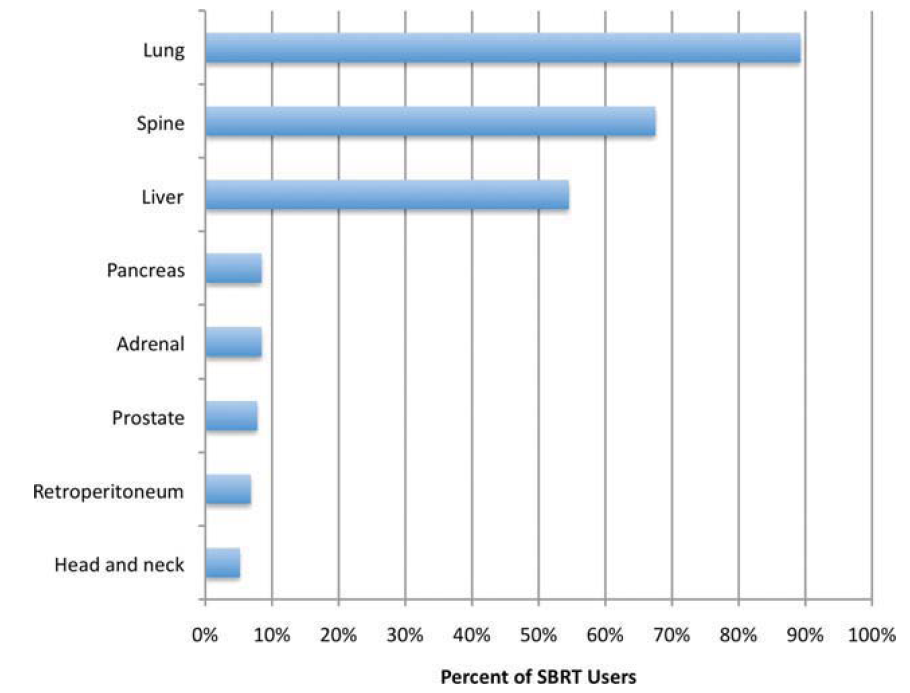 Lung
Spine
Liver
Pancreas
Adrenal
Prostate
Retroperitoneum
Head and neck
0% 10% 20% 30% 40% 50% 60% 70% 80% 90% 100%
Percent of SBRT Users